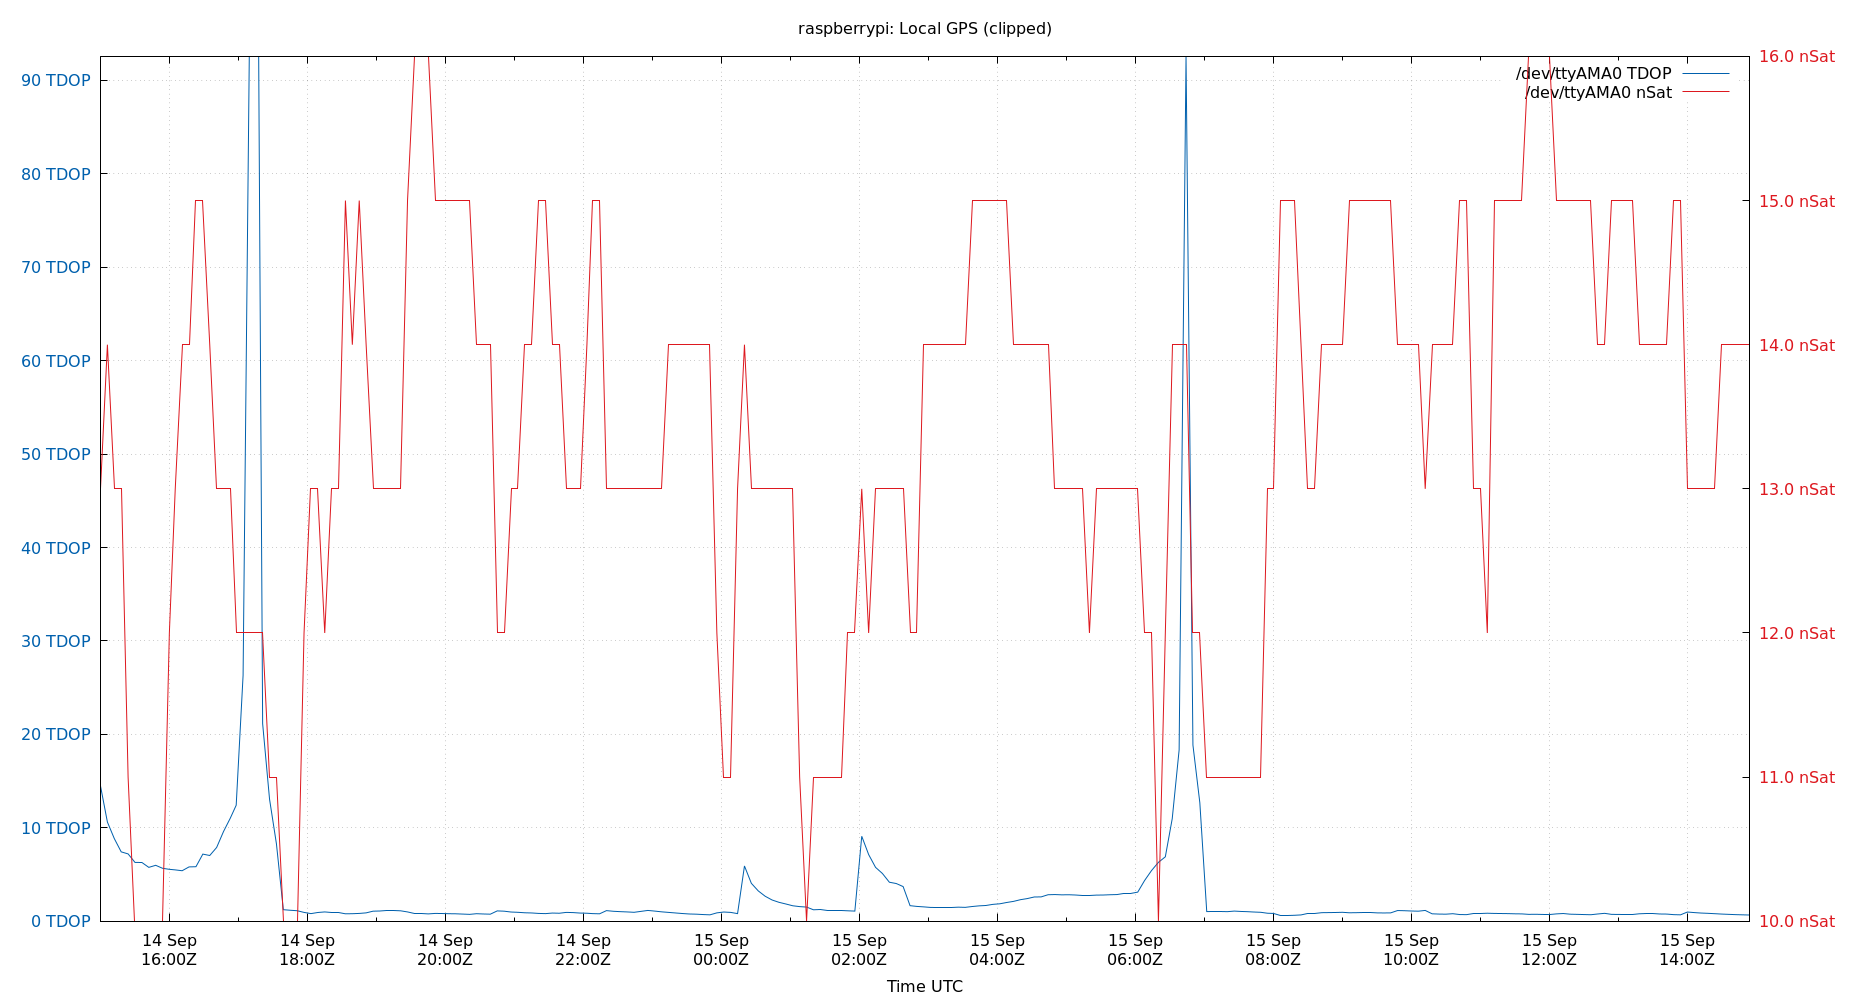 raspberrypi: Local GPS (clipped)
/dev/ttyAMA0 TDOP
/dev/ttyAMA0 nSat
90 TDOP
80 TDOP
70 TDOP
60 TDOP
50 TDOP
40 TDOP
30 TDOP
20 TDOP
10 TDOP
0 TDOP
16.0 nSat
15.0 nSat
14.0 nSat
13.0 nSat
12.0 nSat
11.0 nSat
10.0 nSat
14 Sep
16:00Z
14 Sep
18:00Z
14 Sep
20:00Z
14 Sep
22:00Z
15 Sep
00:00Z
15 Sep
02:00Z
15 Sep
04:00Z
15 Sep
06:00Z
15 Sep
08:00Z
15 Sep
10:00Z
15 Sep
12:00Z
15 Sep
14:00Z
Time UTC